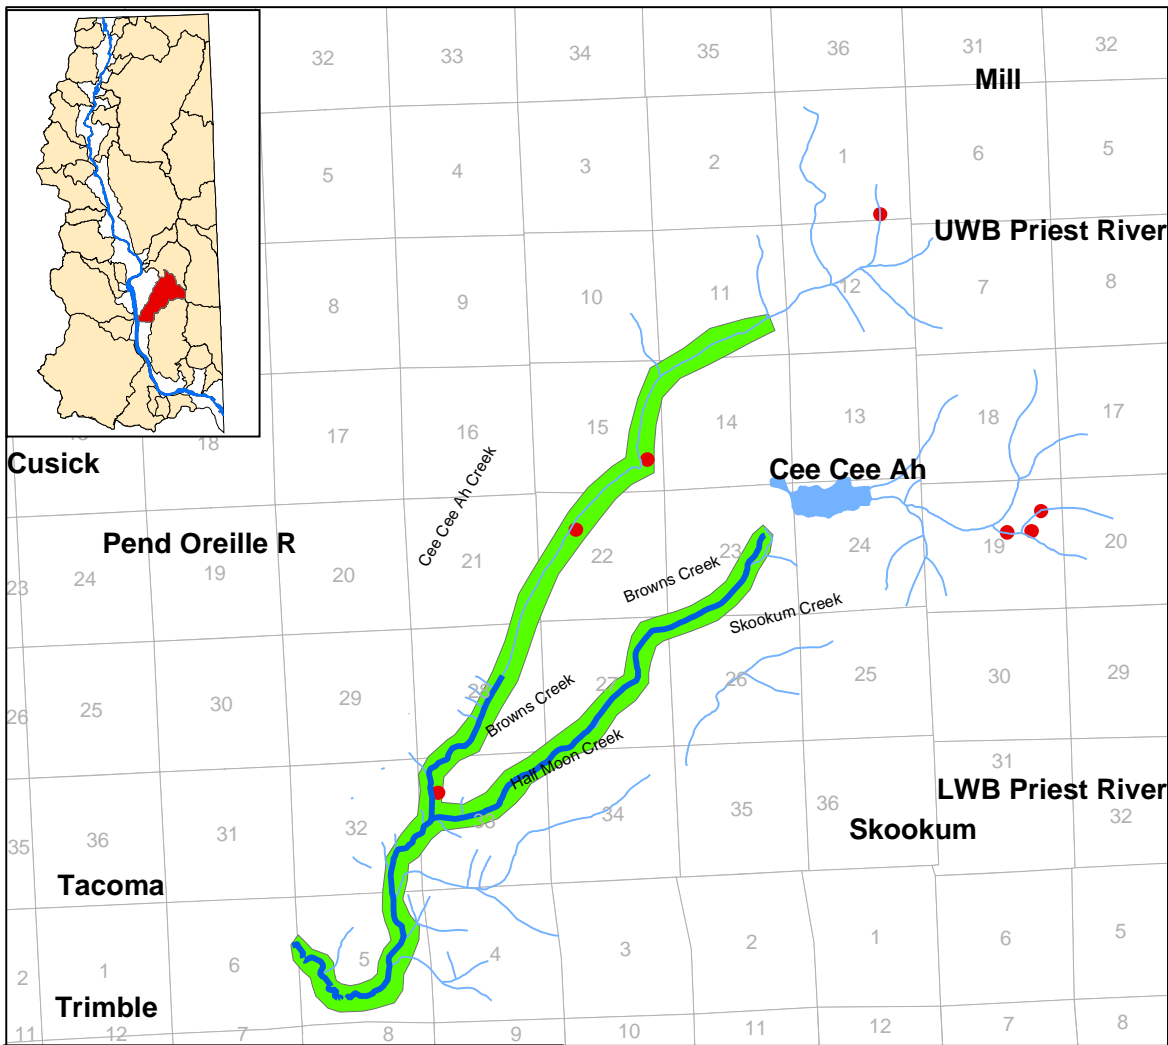 32 33 34 35 36 31 32
Mill
5 4 3 2 1 6 5
UWB Priest River
8 9 10 11 12 7 8
18 17 16 15 14 13 18 17
Cusick
Cee Cee Ah
Cee Cee Ah Creek
Pend Oreille R
23 24 19 20 21 22 23 24 19 20
Browns Creek
Skookum Creek
26 25 30 29 28 27 26 25 30 29
Browns Creek
Half Moon Creek
31
LWB Priest River
35 36 31 32 33 34 35 36 32
Skookum
Tacoma
2 1 6 5 4 3 2 1 6 5
Trimble
11 12 7 8 9 10 11 12 7 8